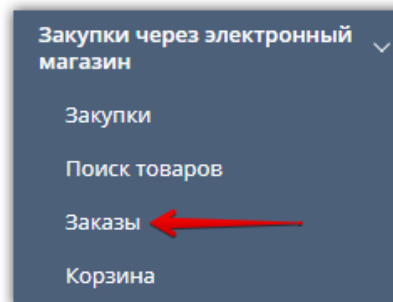 Закупки через электронный
магазин
Закупки
Поиск товаров
Заказы
Корзина